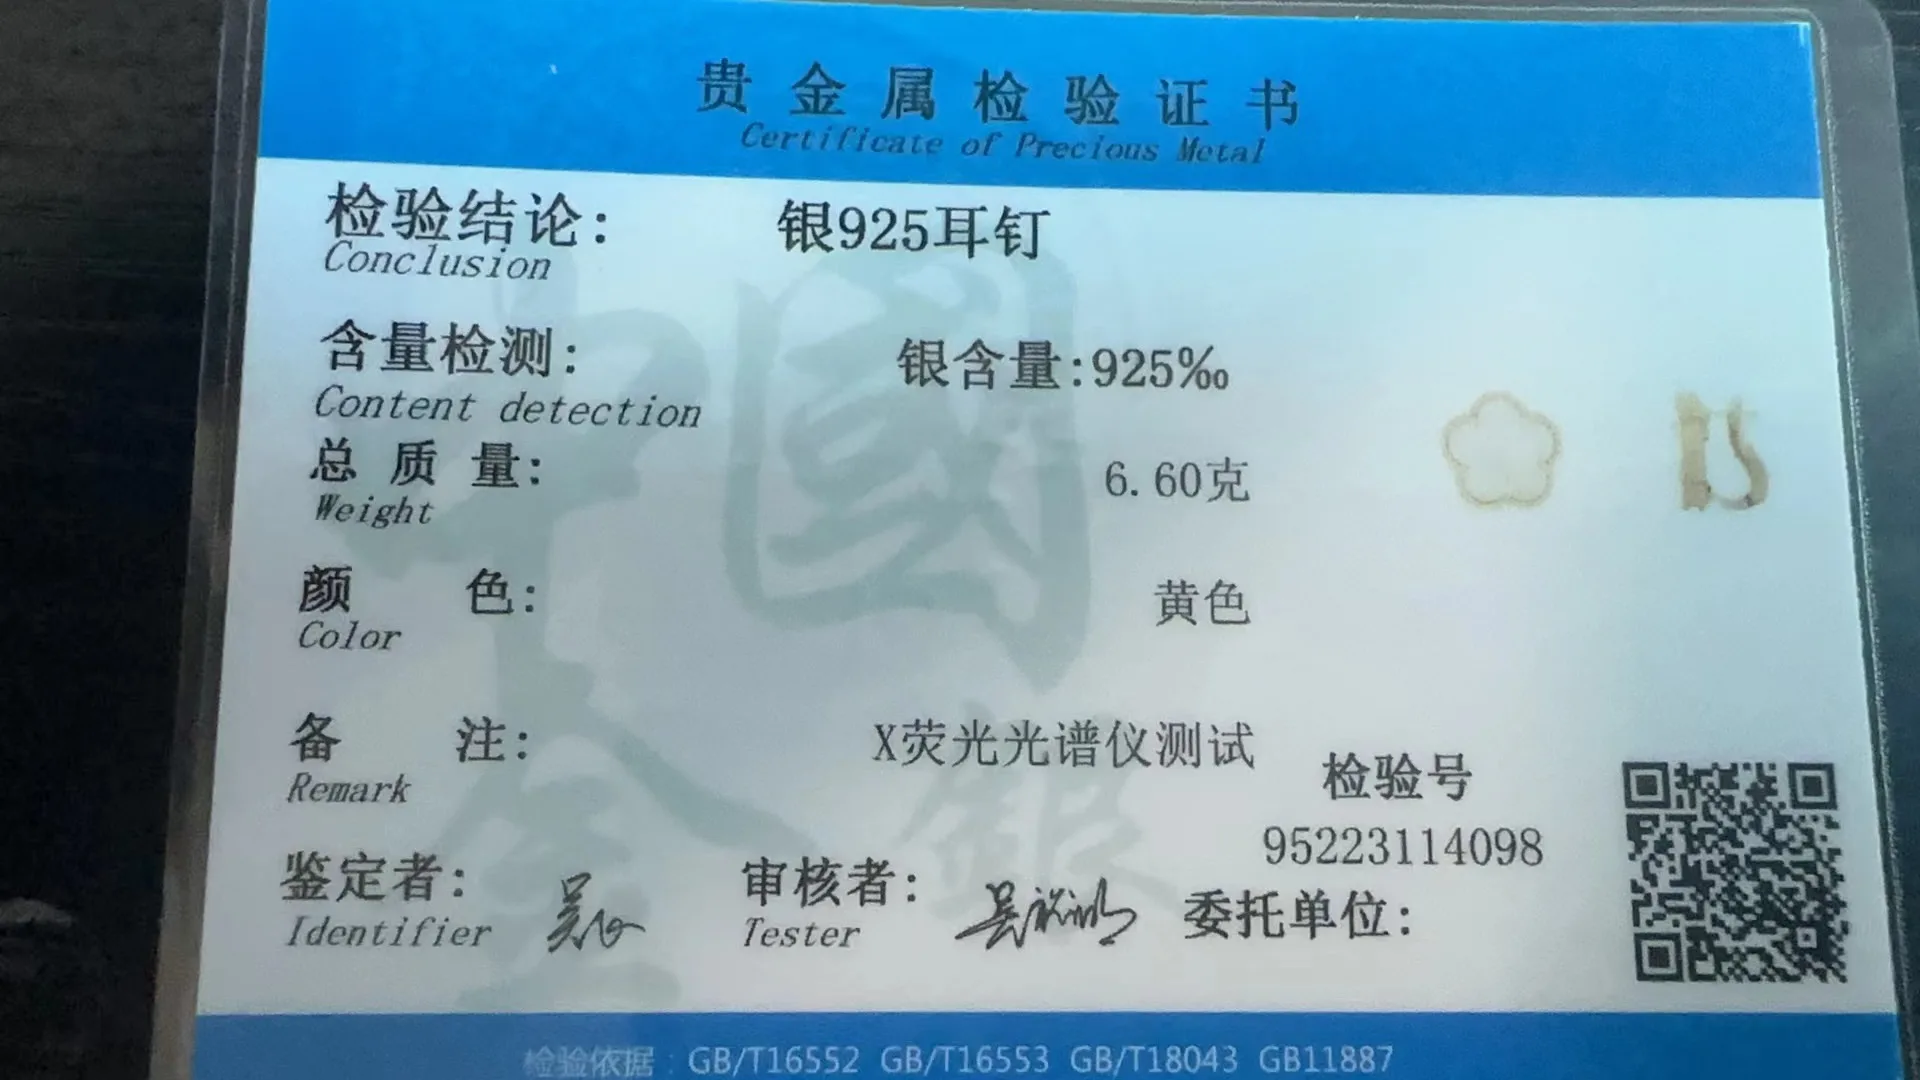 贵金属检验证书
Certificate of Precious Metal
检验结论: 银925耳钉
Conclusion
含量检测: 银含量:925‰
Content detection
总质量: 6.60克
Weight
颜色: 黄色
Color
备注: X荧光光谱仪测试
Remark
检验号
95223114098
鉴定者: 审核者: 委托单位:
Identifier Tester
检验依据:GB/T16552 GB/T16553 GB/T18043 GB11887
中國
金銀